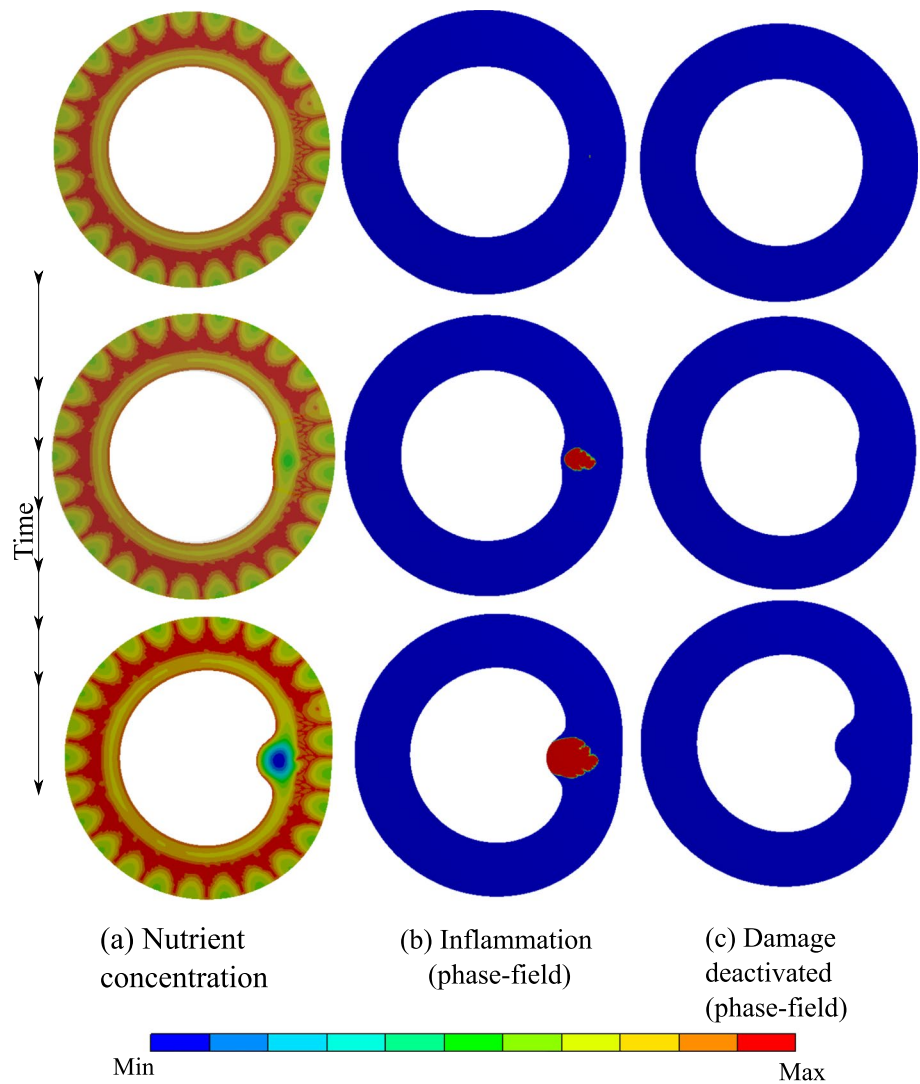 Time
(a) Nutrient
concentration
(b) Inflammation
(phase-field)
(c) Damage
deactivated
(phase-field)
Min
Max